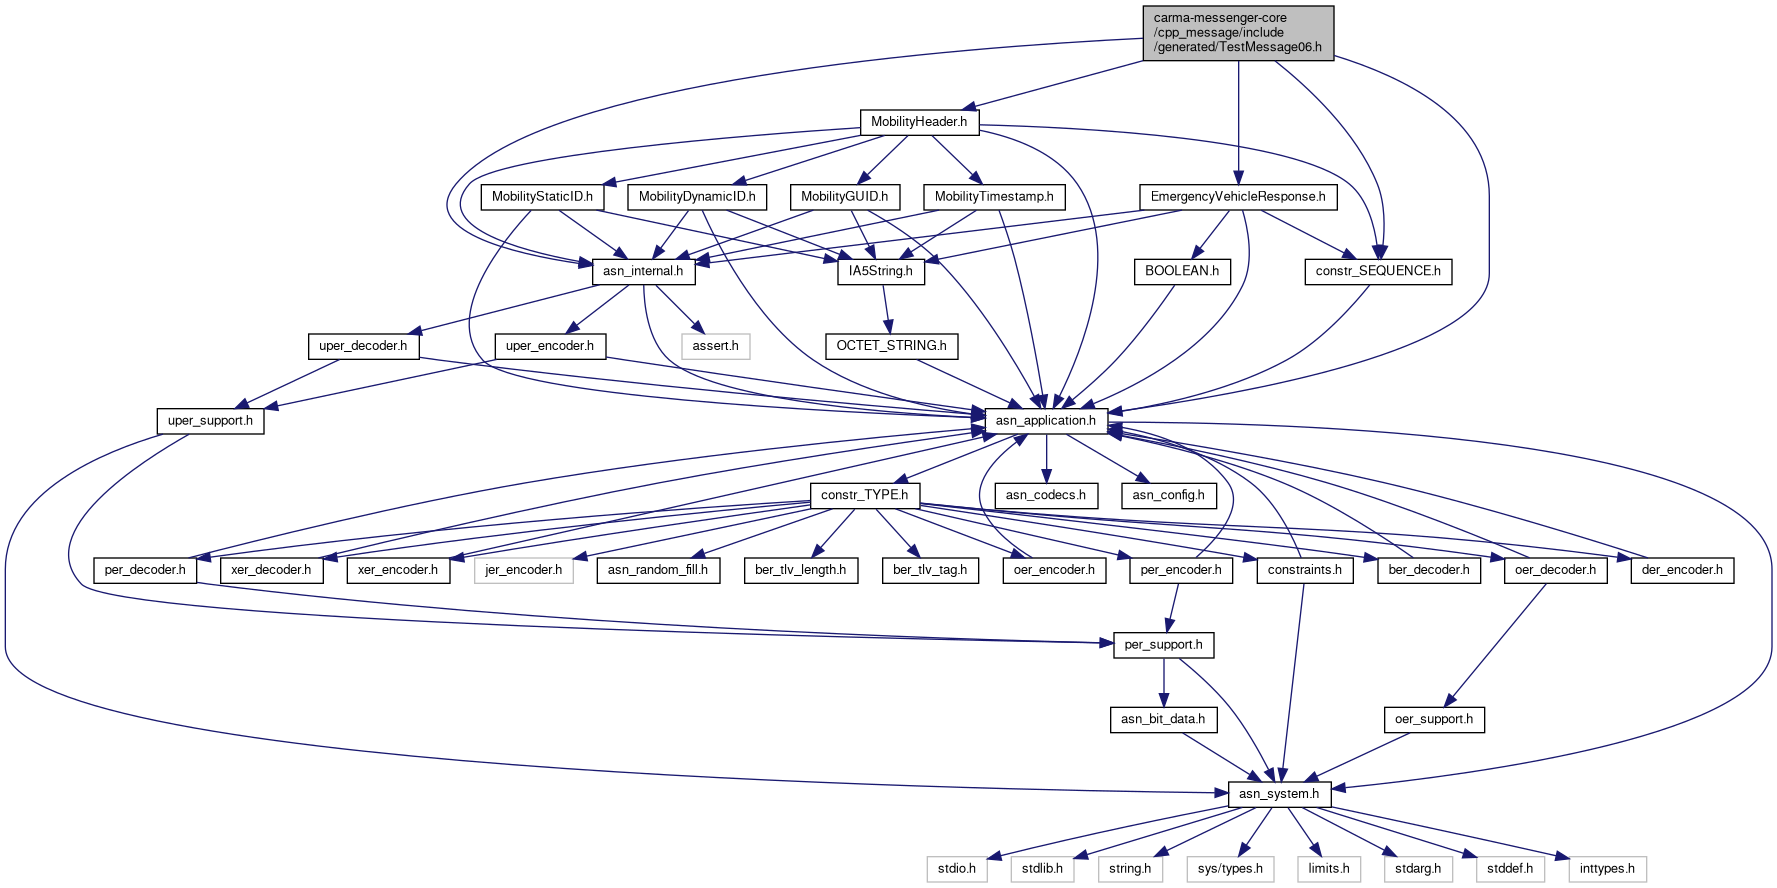 carma-messenger-core
/cpp_message/include
/generated/TestMessage06.h
MobilityHeader.h
MobilityStaticID.h
MobilityDynamicID.h
MobilityGUID.h
MobilityTimestamp.h
EmergencyVehicleResponse.h
asn_internal.h
IA5String.h
BOOLEAN.h
constr_SEQUENCE.h
uper_decoder.h
uper_encoder.h
assert.h
OCTET_STRING.h
uper_support.h
asn_application.h
constr_TYPE.h
asn_codecs.h
asn_config.h
per_decoder.h
xer_decoder.h
xer_encoder.h
jer_encoder.h
asn_random_fill.h
ber_tlv_length.h
ber_tlv_tag.h
oer_encoder.h
per_encoder.h
constraints.h
ber_decoder.h
oer_decoder.h
der_encoder.h
per_support.h
asn_bit_data.h
oer_support.h
asn_system.h
stdio.h
stdlib.h
string.h
sys/types.h
limits.h
stdarg.h
stddef.h
inttypes.h